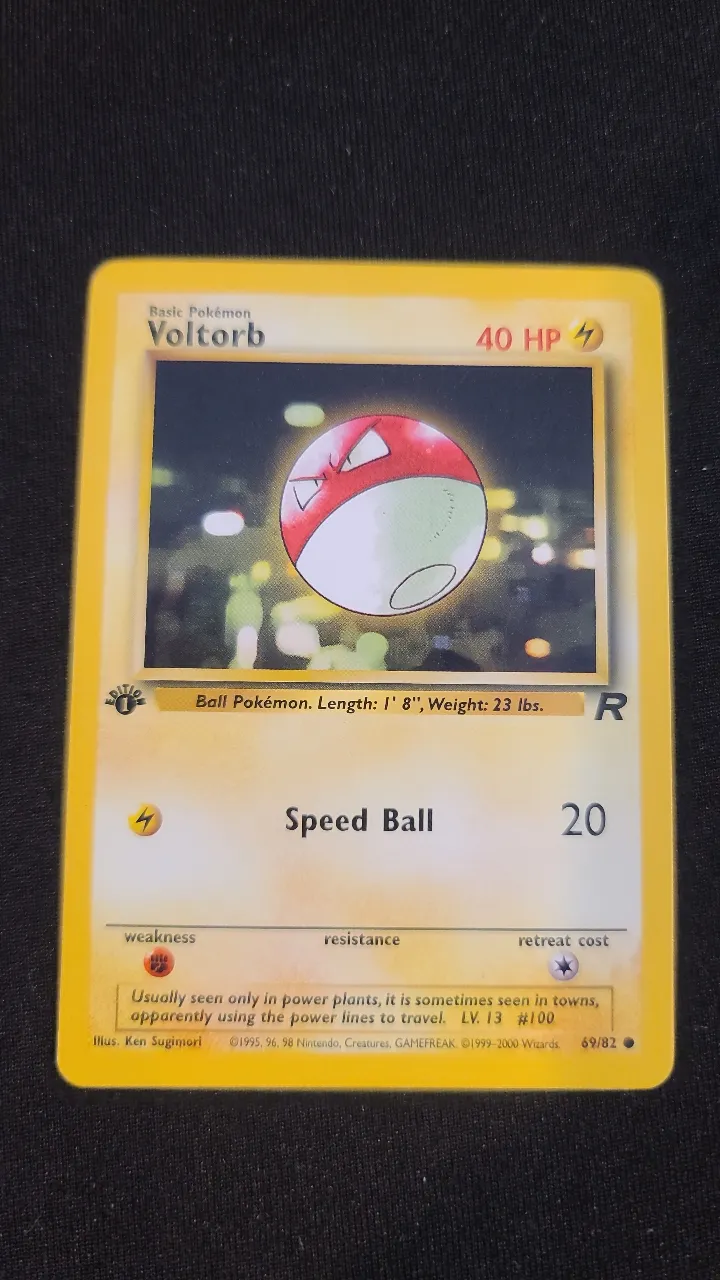 Basic Pokémon
Voltorb
40 HP
EDITION
1
Ball Pokémon. Length: 1' 8", Weight: 23 lbs.
R
Speed Ball
20
weakness
resistance
retreat cost
Usually seen only in power plants, it is sometimes seen in towns,
apparently using the power lines to travel. LV. 13 #100
Illus. Ken Sugimori
©1995, 96, 98 Nintendo, Creatures, GAMEFREAK. ©1999-2000 Wizards.
69/82